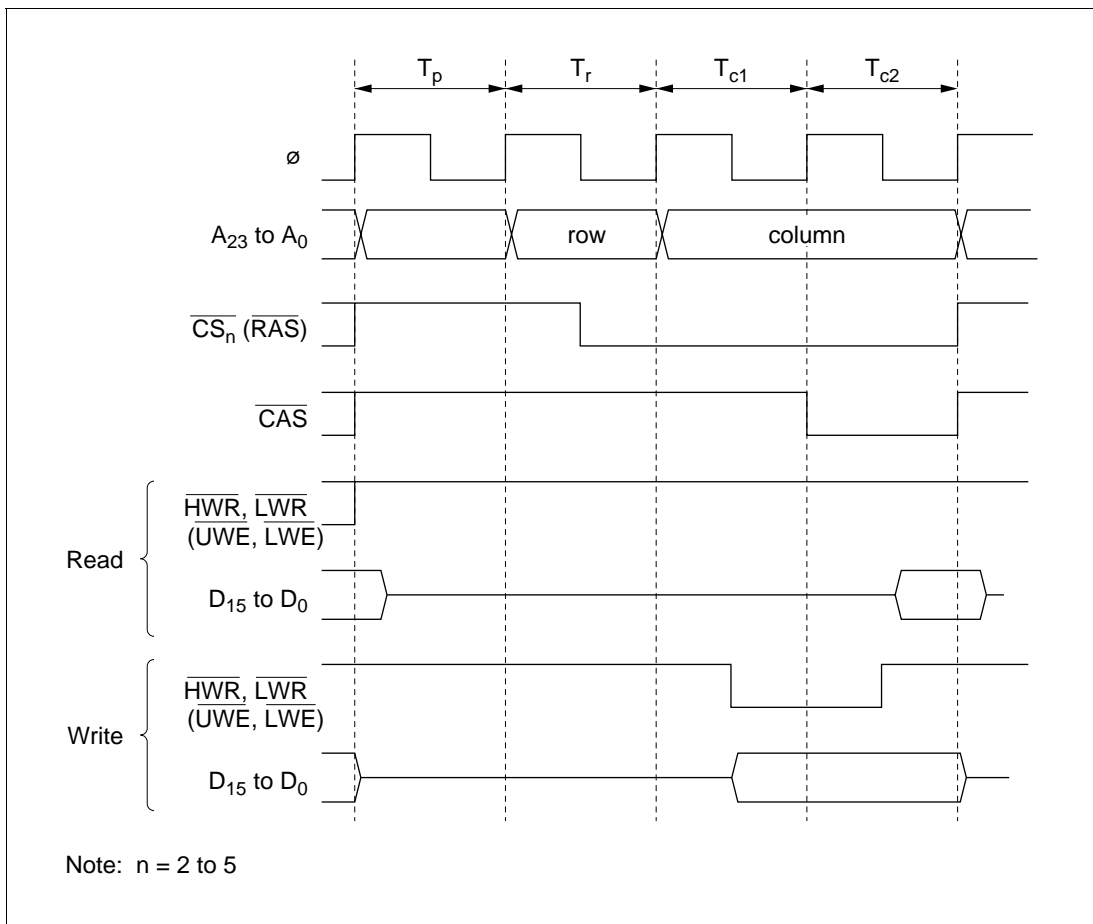 Tp Tr Tc1 Tc2
ø
A23 to A0 row column
CSn (RAS)
CAS
HWR, LWR
(UWE, LWE)
Read
D15 to D0
HWR, LWR
(UWE, LWE)
Write
D15 to D0
Note: n = 2 to 5